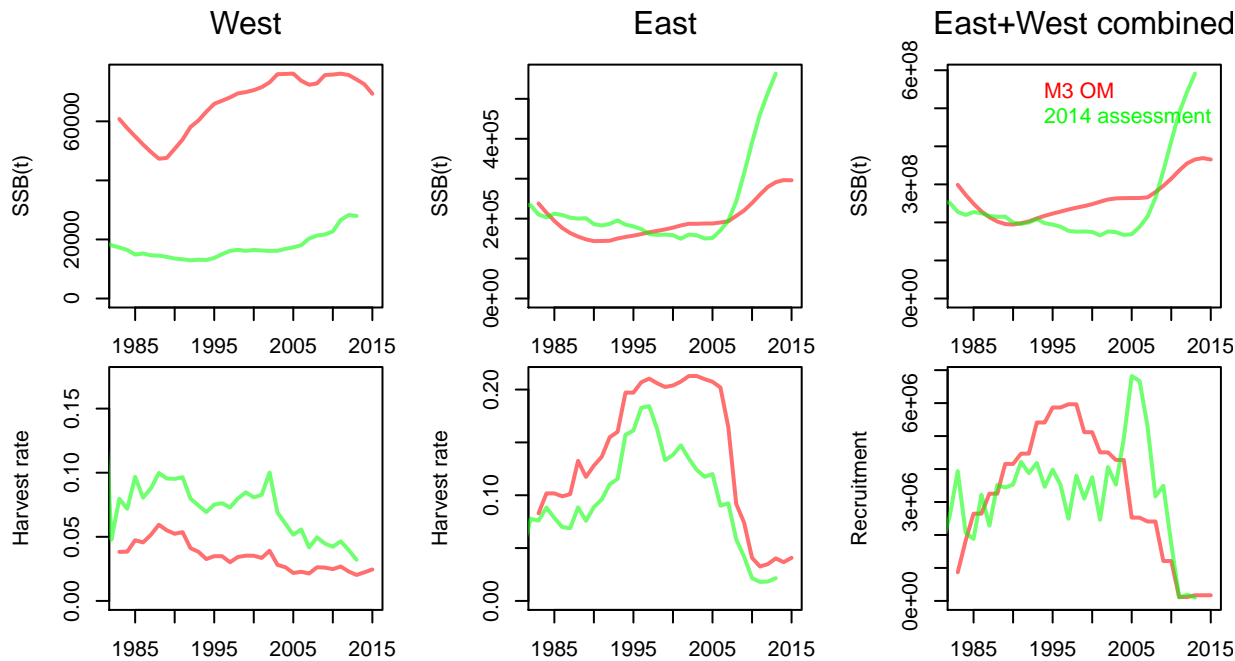 West
East
East+West combined
SSB(t)
0
20000
60000
1985
1995
2005
2015
SSB(t)
0e+00
2e+05
4e+05
1985
1995
2005
2015
SSB(t)
0e+00
3e+08
6e+08
M3 OM
2014 assessment
1985
1995
2005
2015
Harvest rate
0.00
0.05
0.10
0.15
1985
1995
2005
2015
Harvest rate
0.00
0.10
0.20
1985
1995
2005
2015
Recruitment
0e+00
3e+06
6e+06
1985
1995
2005
2015